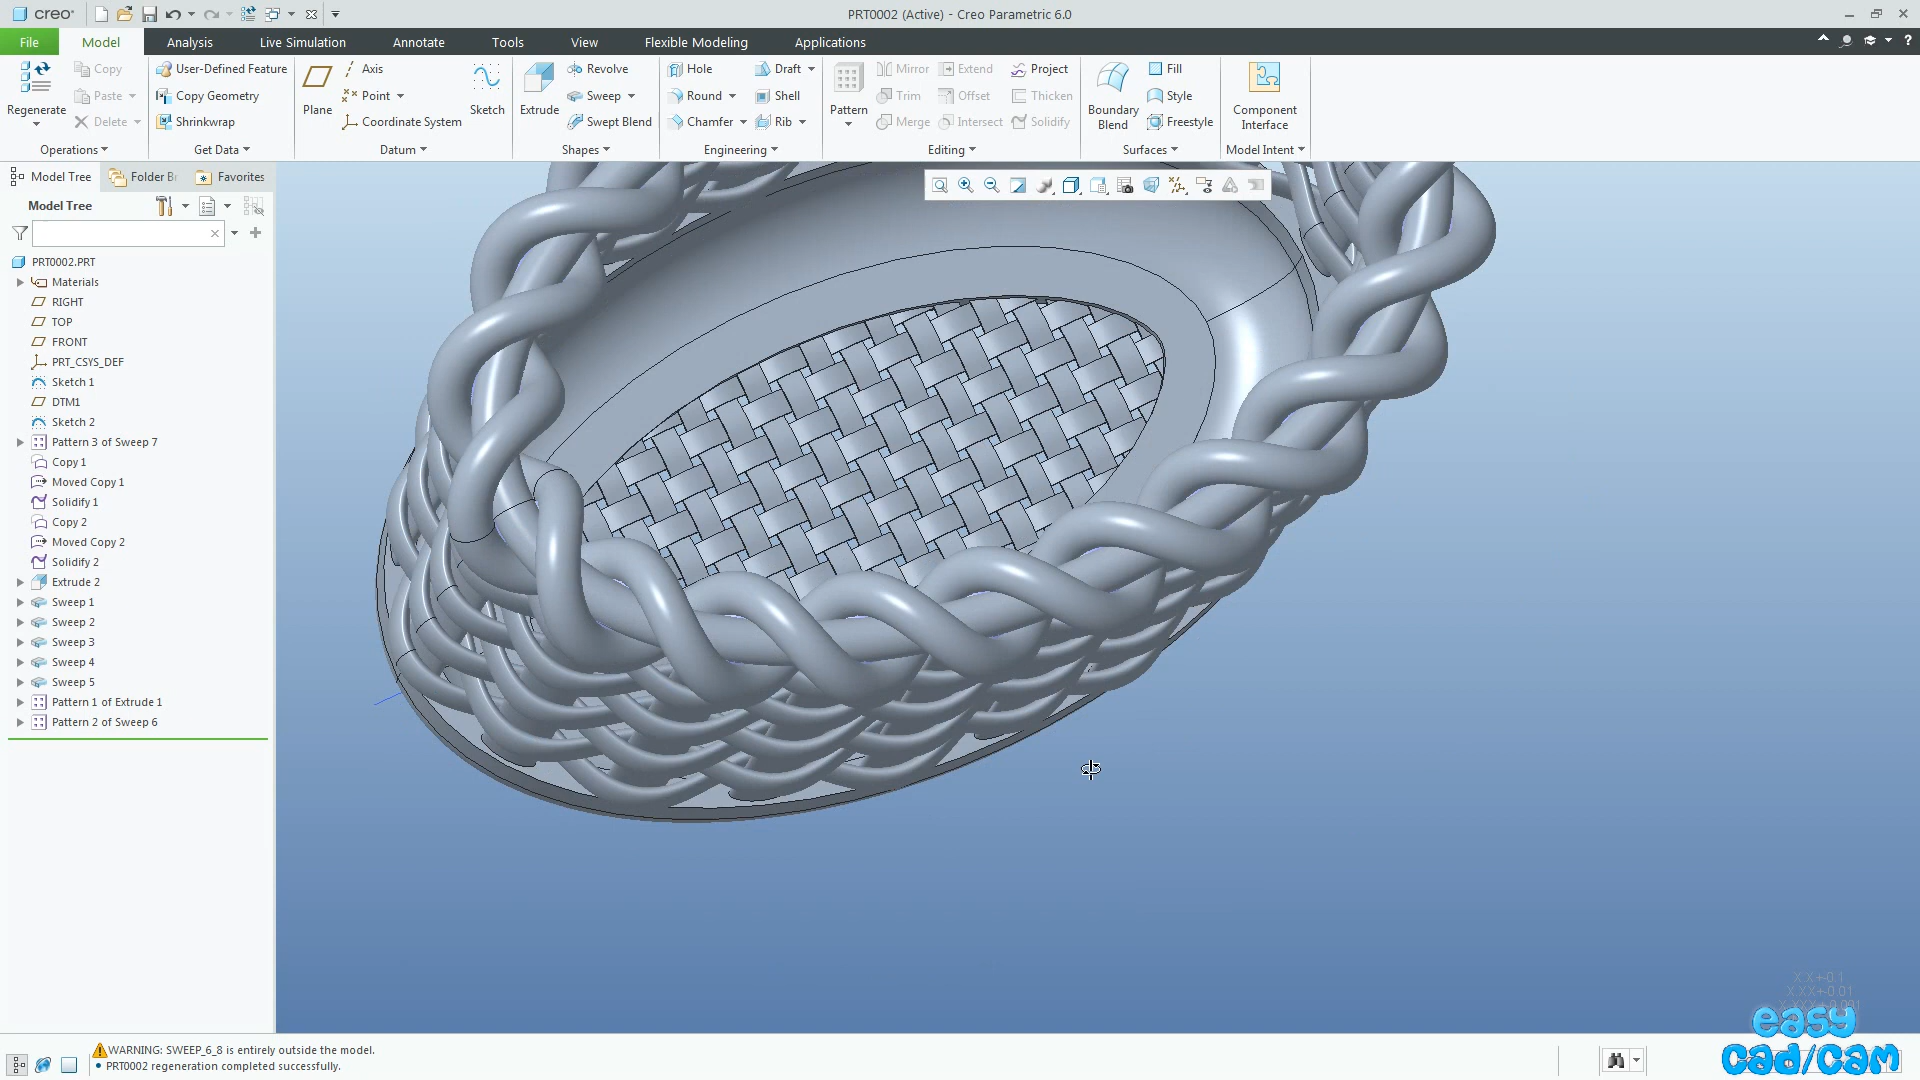 creo
PRT0002 (Active) - Creo Parametric 6.0
File Model Analysis Live Simulation Annotate Tools View Flexible Modeling Applications
Regenerate
Copy
Paste
Delete
Operations
User-Defined Feature
Copy Geometry
Shrinkwrap
Get Data
Plane
Axis
Point
Coordinate System
Sketch
Datum
Extrude
Revolve
Sweep
Swept Blend
Shapes
Hole
Round
Chamfer
Draft
Shell
Rib
Engineering
Pattern
Mirror
Trim
Merge
Extend
Offset
Intersect
Project
Thicken
Solidify
Editing
Boundary
Blend
Fill
Style
Freestyle
Surfaces
Component
Interface
Model Intent
Model Tree Folder Br Favorites
Model Tree
PRT0002.PRT
Materials
RIGHT
TOP
FRONT
PRT_CSYS_DEF
Sketch 1
DTM1
Sketch 2
Pattern 3 of Sweep 7
Copy 1
Moved Copy 1
Solidify 1
Copy 2
Moved Copy 2
Solidify 2
Extrude 2
Sweep 1
Sweep 2
Sweep 3
Sweep 4
Sweep 5
Pattern 1 of Extrude 1
Pattern 2 of Sweep 6
X.X+-0.1
X.XX+-0.01
easy
cad/cam
WARNING: SWEEP_6_8 is entirely outside the model.
PRT0002 regeneration completed successfully.